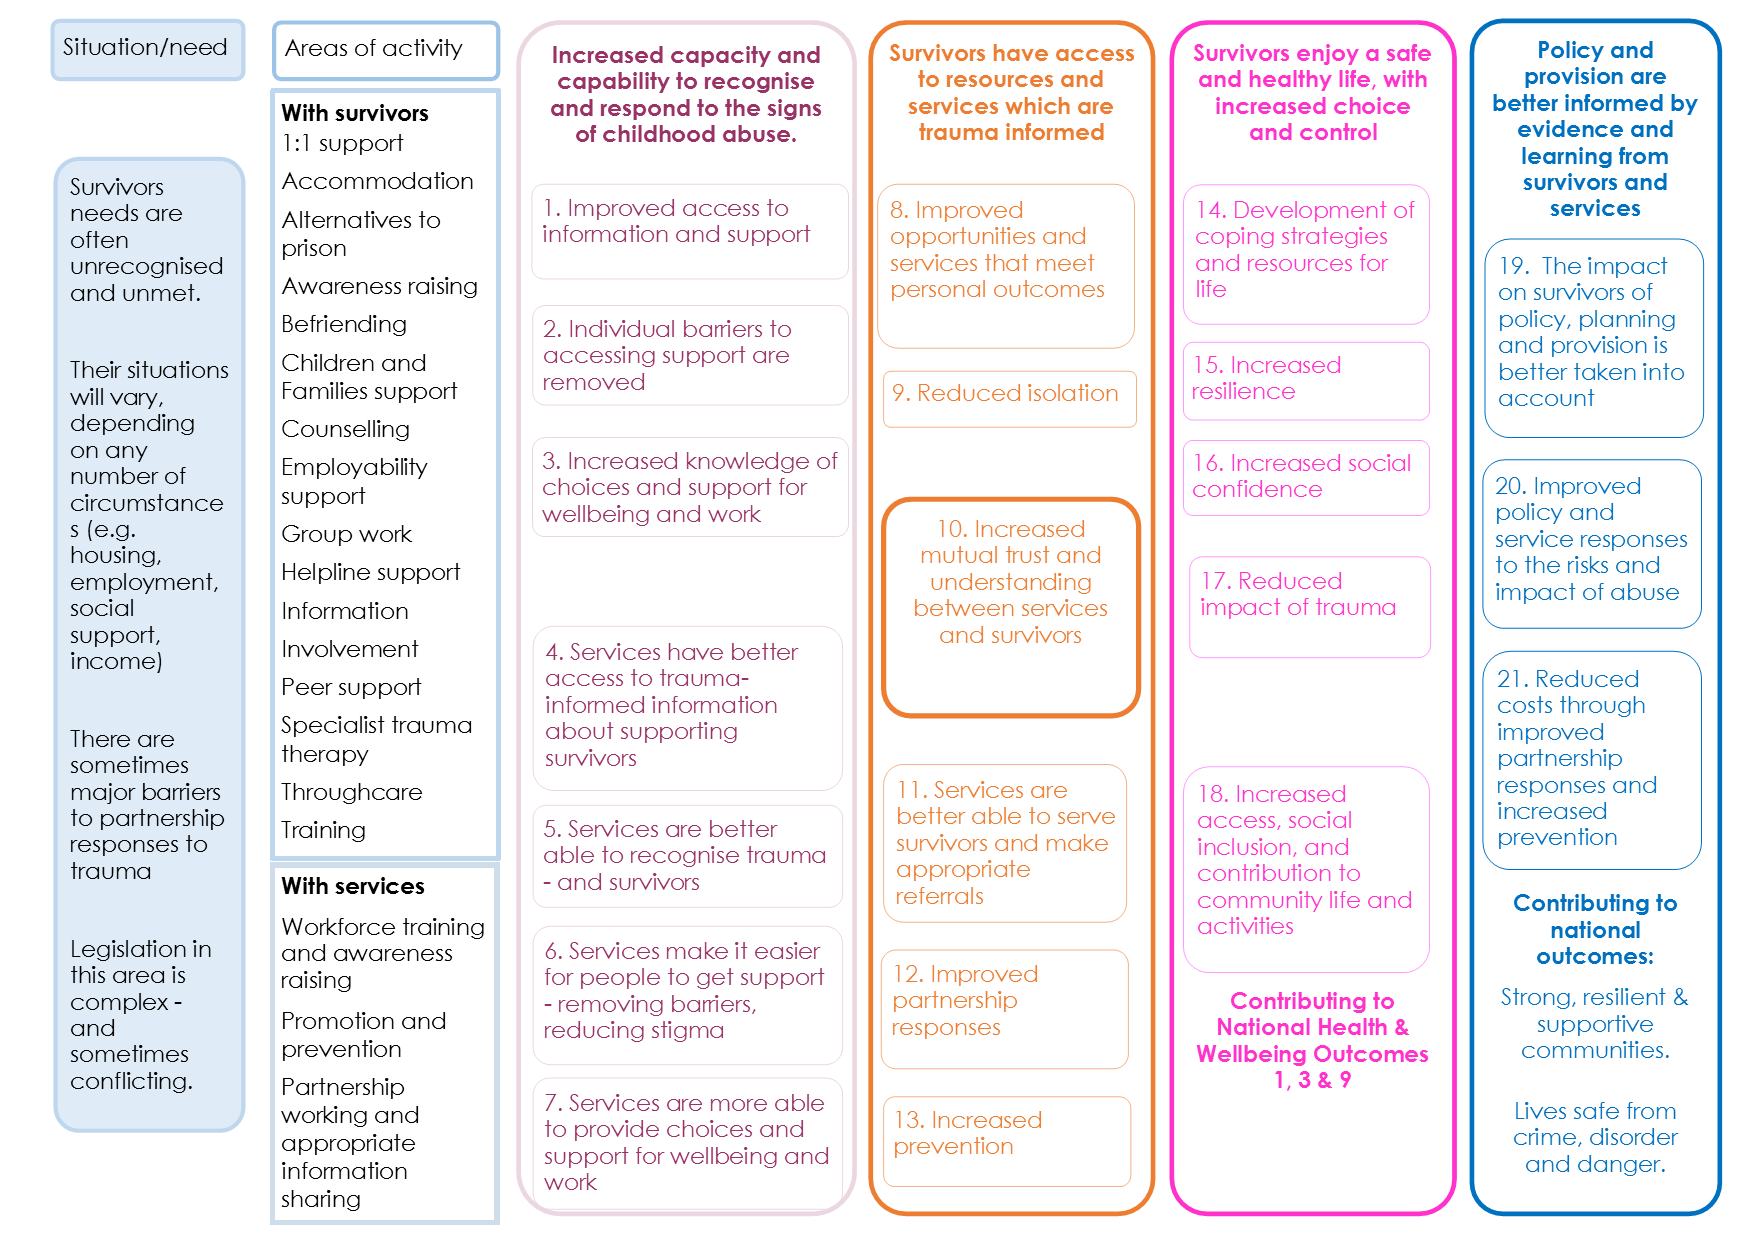 Situation/need
Survivors
needs are
often
unrecognised
and unmet.
Their situations
will vary,
depending
on any
number of
circumstance
s (e.g.
housing,
employment,
social
support,
income)
There are
sometimes
major barriers
to partnership
responses to
trauma
Legislation in
this area is
complex -
and
sometimes
conflicting.
Areas of activity
With survivors
1:1 support
Accommodation
Alternatives to
prison
Awareness raising
Befriending
Children and
Families support
Counselling
Employability
support
Group work
Helpline support
Information
Involvement
Peer support
Specialist trauma
therapy
Throughcare
Training
With services
Workforce training
and awareness
raising
Promotion and
prevention
Partnership
working and
appropriate
information
sharing
Increased capacity and
capability to recognise
and respond to the signs
of childhood abuse.
1. Improved access to
information and support
2. Individual barriers to
accessing support are
removed
3. Increased knowledge of
choices and support for
wellbeing and work
4. Services have better
access to trauma-
informed information
about supporting
survivors
5. Services are better
able to recognise trauma
- and survivors
6. Services make it easier
for people to get support
- removing barriers,
reducing stigma
7. Services are more able
to provide choices and
support for wellbeing and
work
Survivors have access
to resources and
services which are
trauma informed
8. Improved
opportunities and
services that meet
personal outcomes
9. Reduced isolation
10. Increased
mutual trust and
understanding
between services
and survivors
11. Services are
better able to serve
survivors and make
appropriate
referrals
12. Improved
partnership
responses
13. Increased
prevention
Survivors enjoy a safe
and healthy life, with
increased choice
and control
14. Development of
coping strategies
and resources for
life
15. Increased
resilience
16. Increased social
confidence
17. Reduced
impact of trauma
18. Increased
access, social
inclusion, and
contribution to
community life and
activities
Contributing to
National Health &
Wellbeing Outcomes
1, 3 & 9
Policy and
provision are
better informed by
evidence and
learning from
survivors and
services
19. The impact
on survivors of
policy, planning
and provision is
better taken into
account
20. Improved
policy and
service responses
to the risks and
impact of abuse
21. Reduced
costs through
improved
partnership
responses and
increased
prevention
Contributing to
national
outcomes:
Strong, resilient &
supportive
communities.
Lives safe from
crime, disorder
and danger.